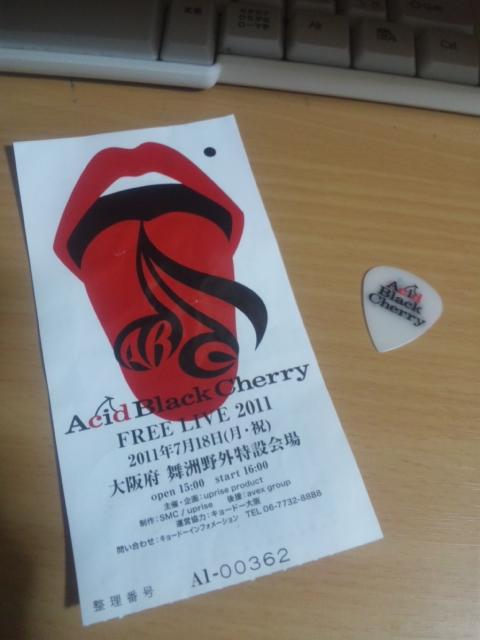 ABC
Acid Black Cherry
FREE LIVE 2011
2011年7月18日(月・祝)
大阪府 舞洲野外特設会場
open 15:00 start 16:00
主催・企画：uprise product
制作：SMC / uprise 後援：avex group
運営協力：キョードー大阪
問い合わせ：キョードーインフォメーション TEL 06-7732-8888
整理番号 A1-00362
Acid
Black
Cherry
Alt
Ctrl